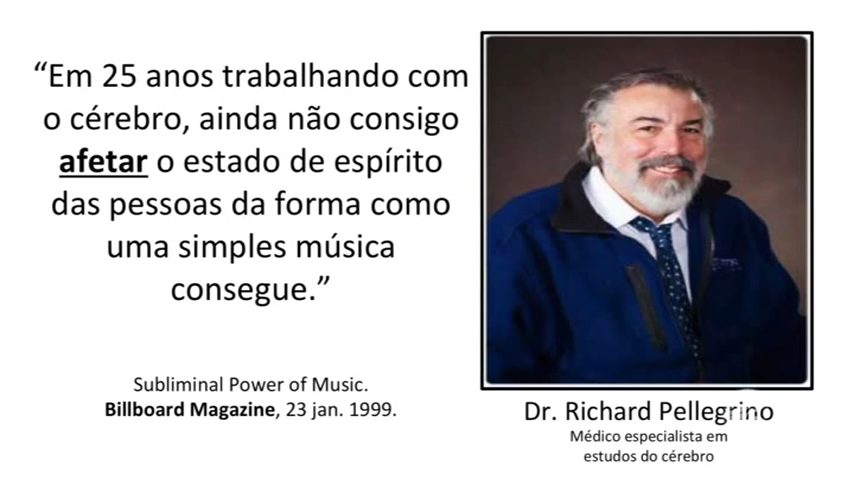 “Em 25 anos trabalhando com
o cérebro, ainda não consigo
afetar o estado de espírito
das pessoas da forma como
uma simples música
consegue.”
Subliminal Power of Music.
Billboard Magazine, 23 jan. 1999.
Dr. Richard Pellegrino
Médico especialista em
estudos do cérebro